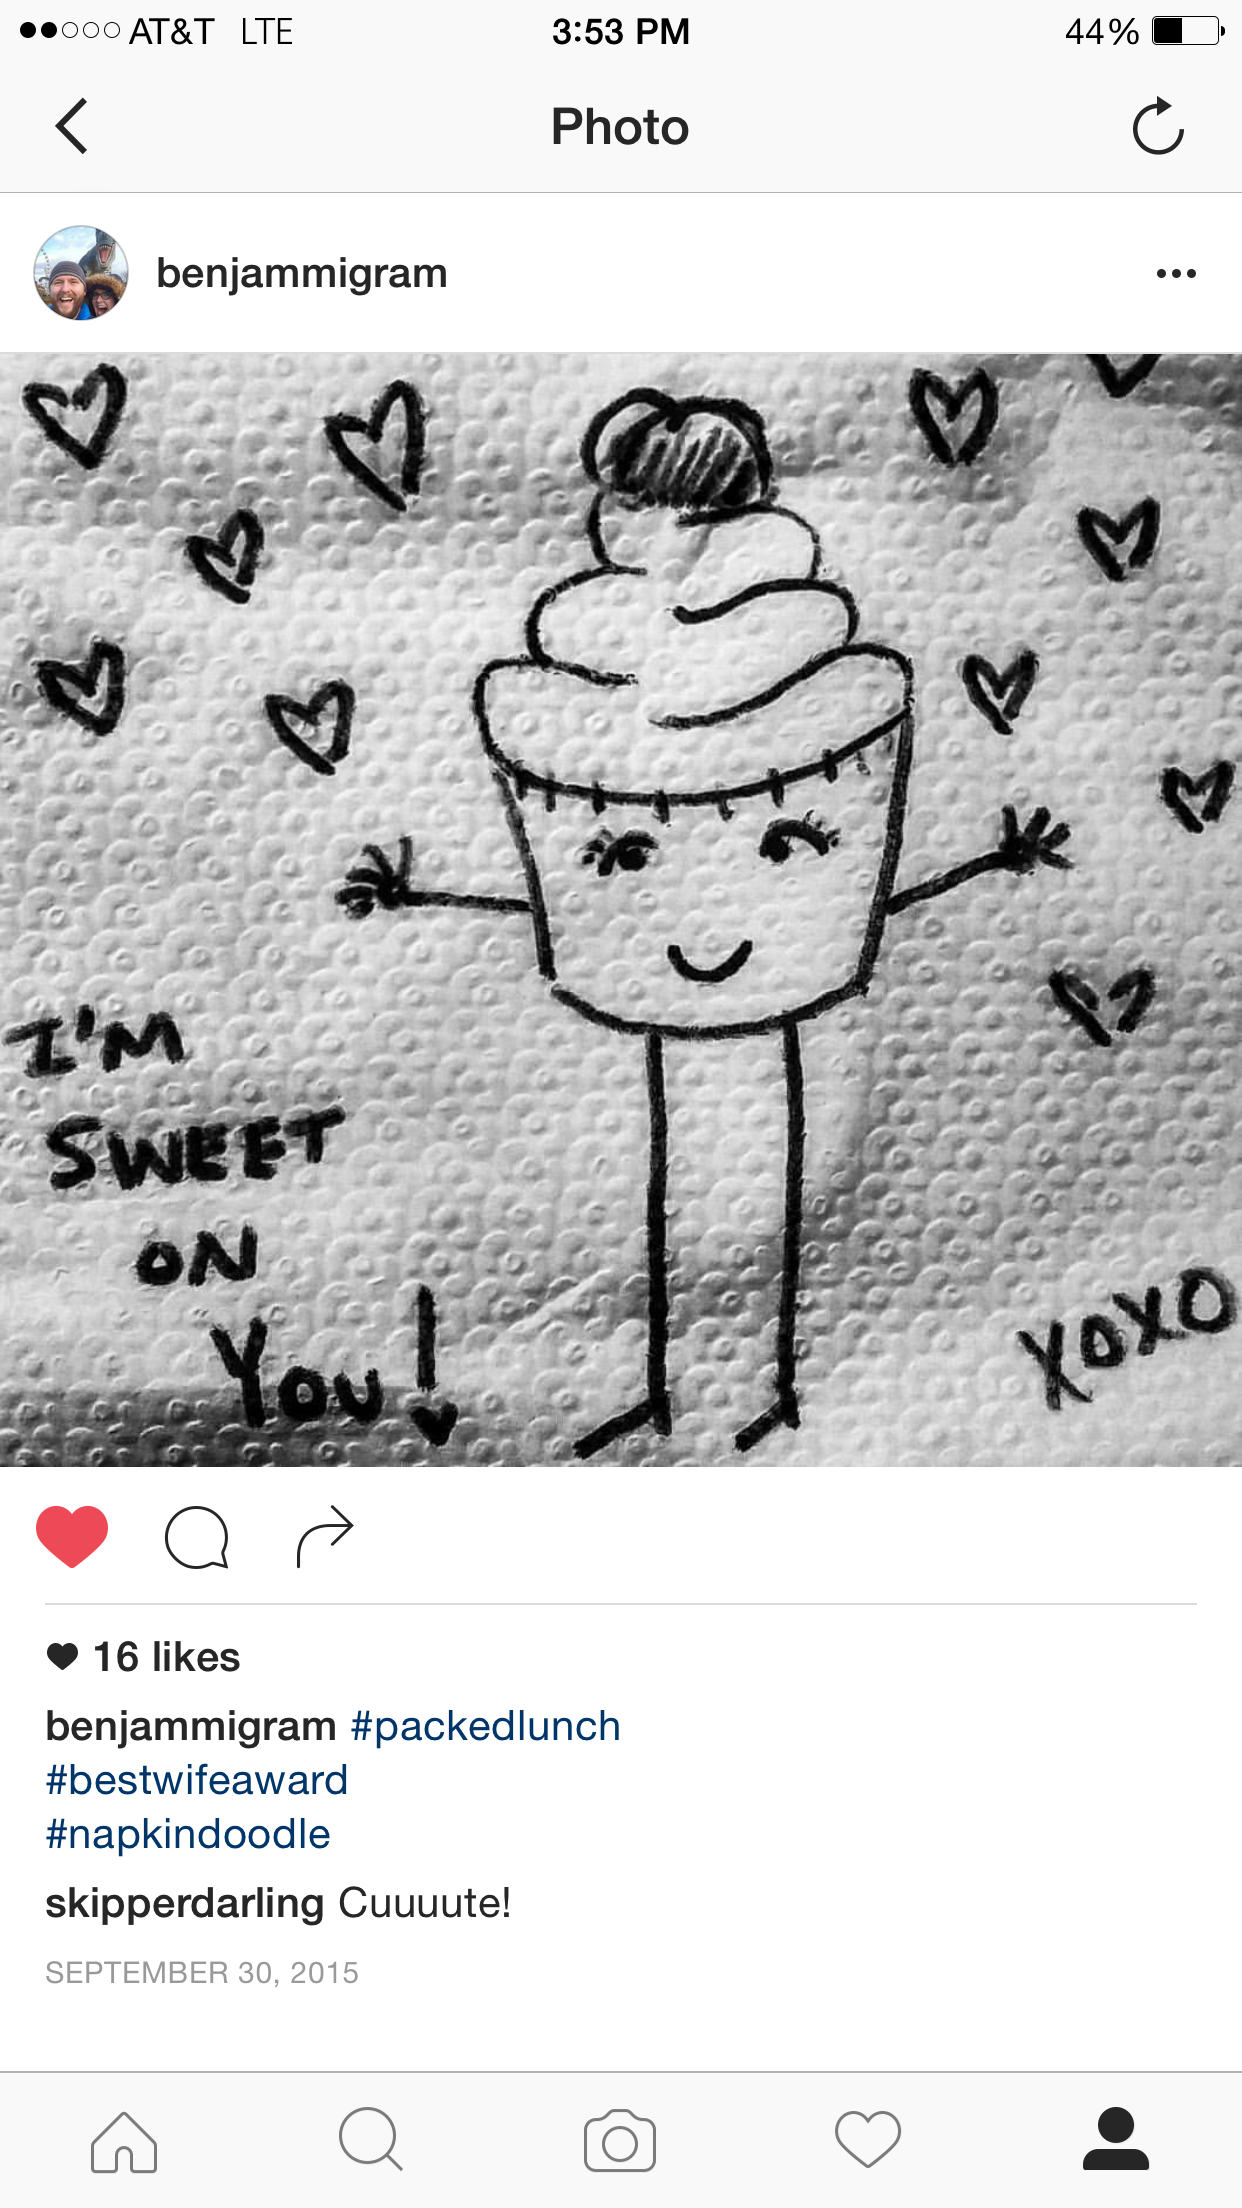 AT&T LTE 3:53 PM 44%
Photo
benjammigram
I'M
SWEET
ON
YOU!
XOXO
16 likes
benjammigram #packedlunch
#bestwifeaward
#napkindoodle
skipperdarling Cuuuute!
SEPTEMBER 30, 2015